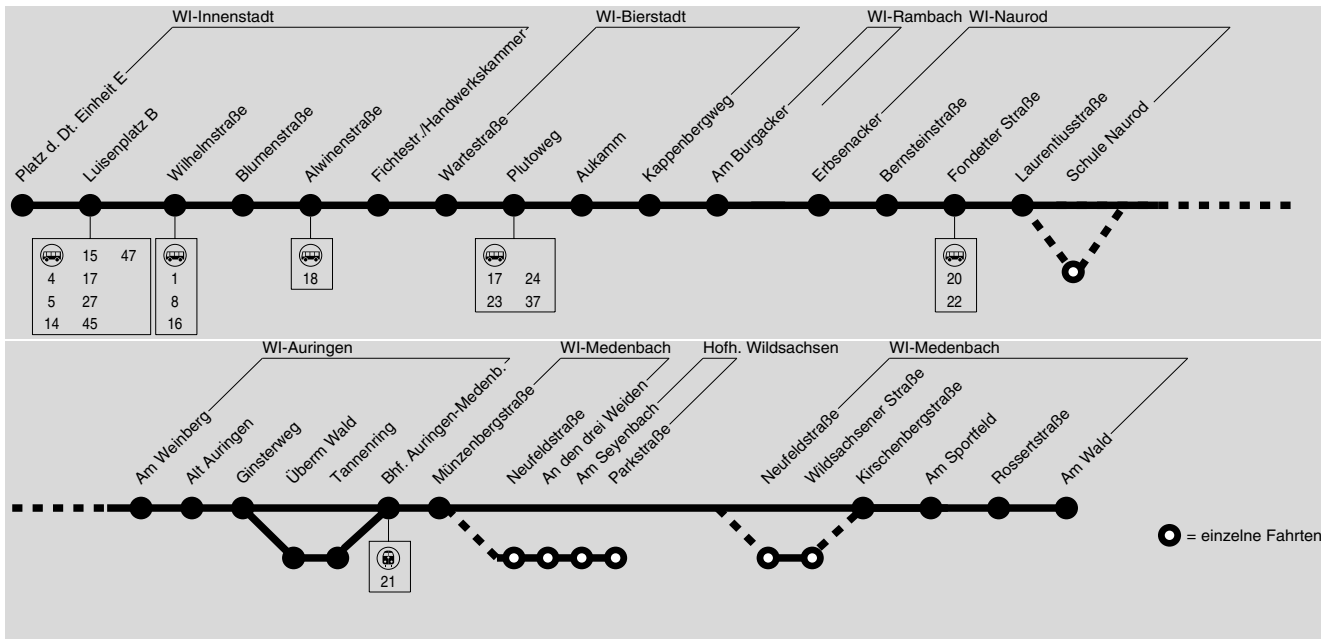 WI-Innenstadt
WI-Bierstadt
WI-Rambach
WI-Naurod
Platz d. Dt. Einheit E
Luisenplatz B
Wilhelmstraße
Blumenstraße
Alwinenstraße
Fichtestr./Handwerkskammer
Wartestraße
Plutoweg
Aukamm
Kappenbergweg
Am Burgacker
Erbsenacker
Bernsteinstraße
Fondetter Straße
Laurentiusstraße
Schule Naurod
15 47
4 17
5 27
14 45
1
8
16
18
17 24
23 37
20
22
WI-Auringen
WI-Medenbach
Hofh. Wildsachsen
WI-Medenbach
Am Weinberg
Alt Auringen
Ginsterweg
Überm Wald
Tannenring
Bhf. Auringen-Medenb.
Münzenbergstraße
Neufeldstraße
An den drei Weiden
Am Seyenbach
Parkstraße
Neufeldstraße
Wildsachsener Straße
Kirschenbergstraße
Am Sportfeld
Rossertstraße
Am Wald
21
= einzelne Fahrten